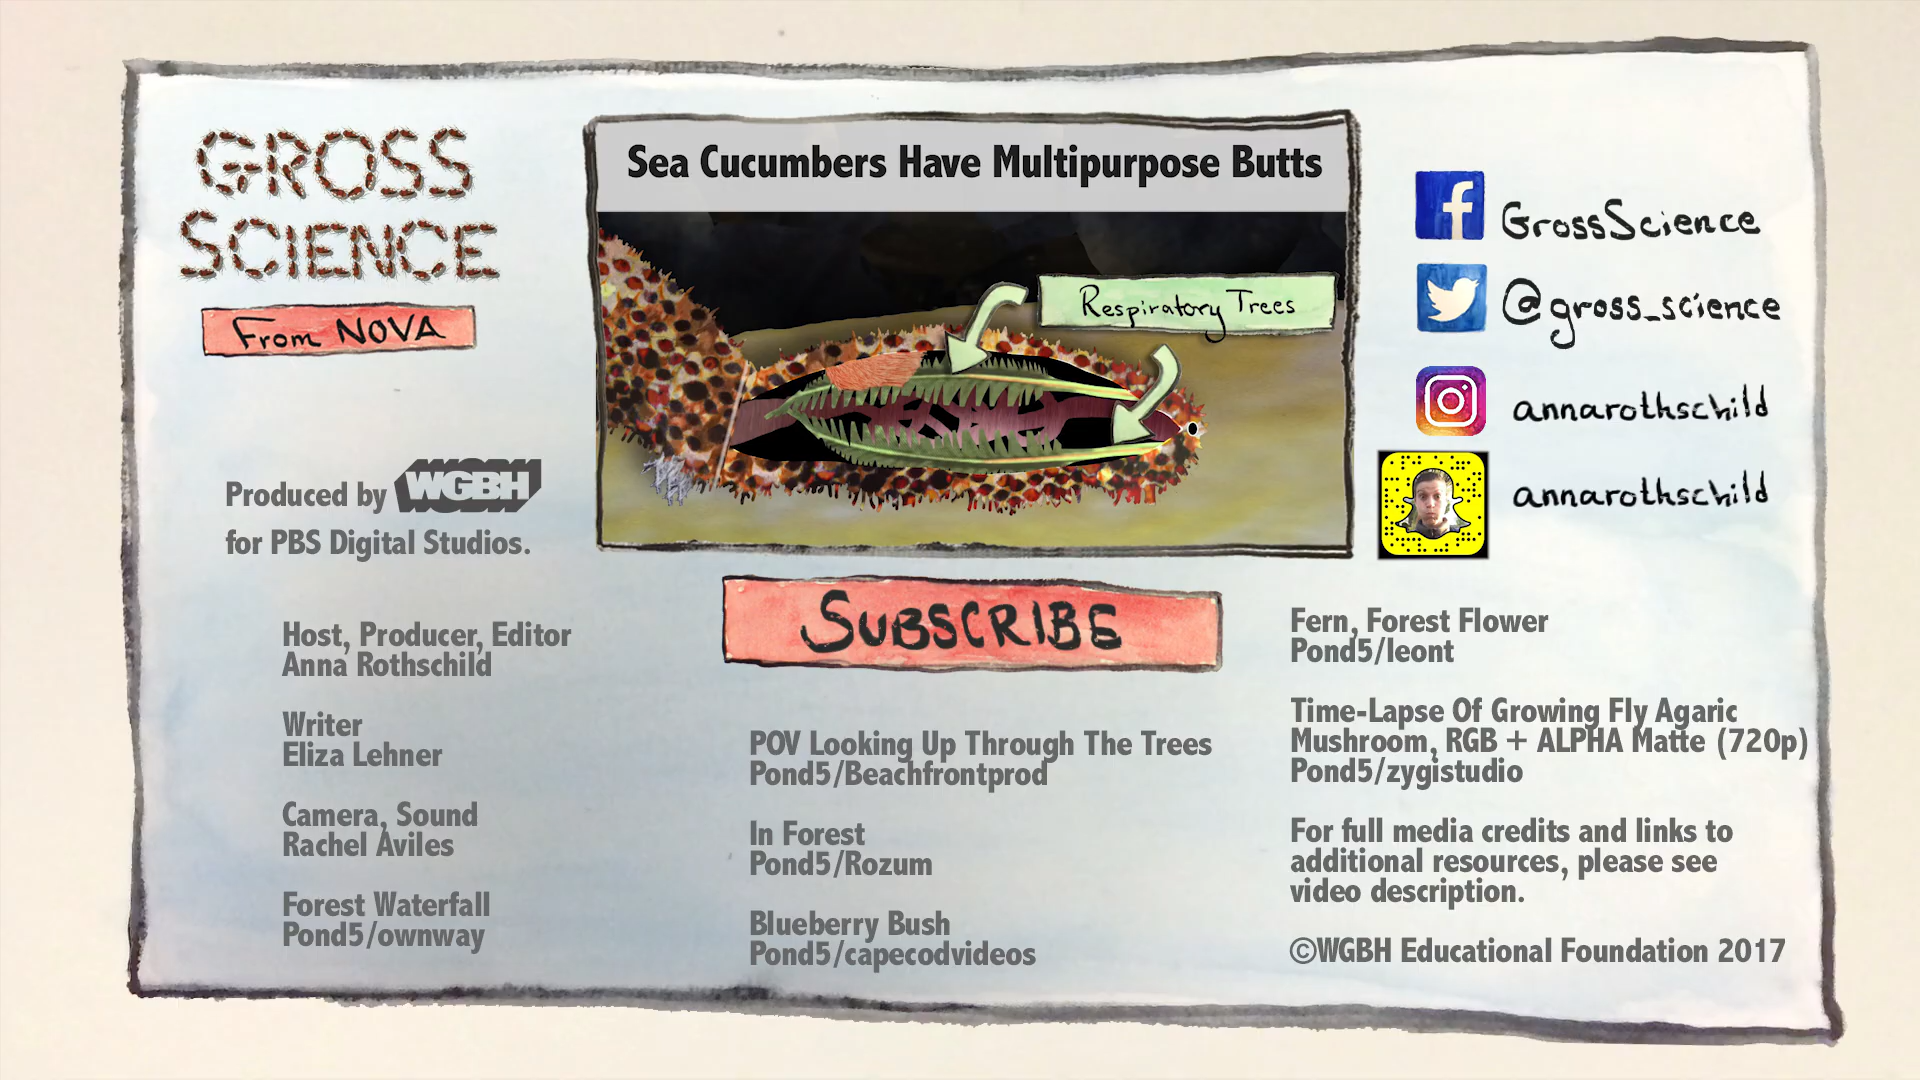 GROSS
SCIENCE
From NOVA
Produced by WGBH
for PBS Digital Studios.
Host, Producer, Editor
Anna Rothschild
Writer
Eliza Lehner
Camera, Sound
Rachel Aviles
Forest Waterfall
Pond5/ownway
Sea Cucumbers Have Multipurpose Butts
Respiratory Trees
SUBSCRIBE
POV Looking Up Through The Trees
Pond5/Beachfrontprod
In Forest
Pond5/Rozum
Blueberry Bush
Pond5/capecodvideos
f GrossScience
@gross_science
annarothschild
annarothschild
Fern, Forest Flower
Pond5/leont
Time-Lapse Of Growing Fly Agaric
Mushroom, RGB + ALPHA Matte (720p)
Pond5/zygistudio
For full media credits and links to
additional resources, please see
video description.
©WGBH Educational Foundation 2017